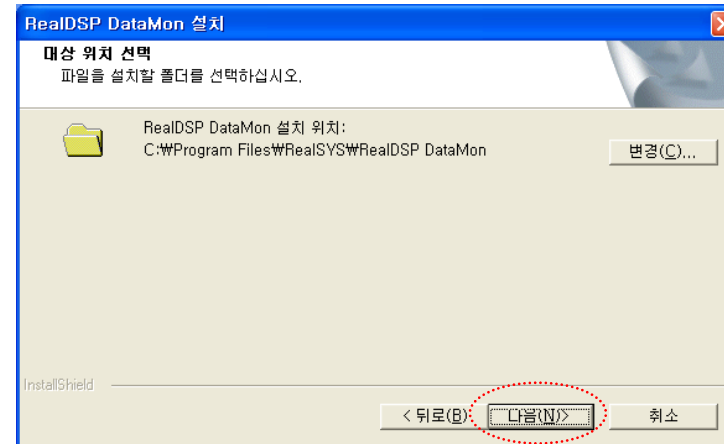 RealDSP DataMon 설치
대상 위치 선택
파일을 설치할 폴더를 선택하십시오.
RealDSP DataMon 설치 위치:
C:₩Program Files₩RealSYS₩RealDSP DataMon
변경(C)...
InstallShield
< 뒤로(B)
다음(N)>
취소